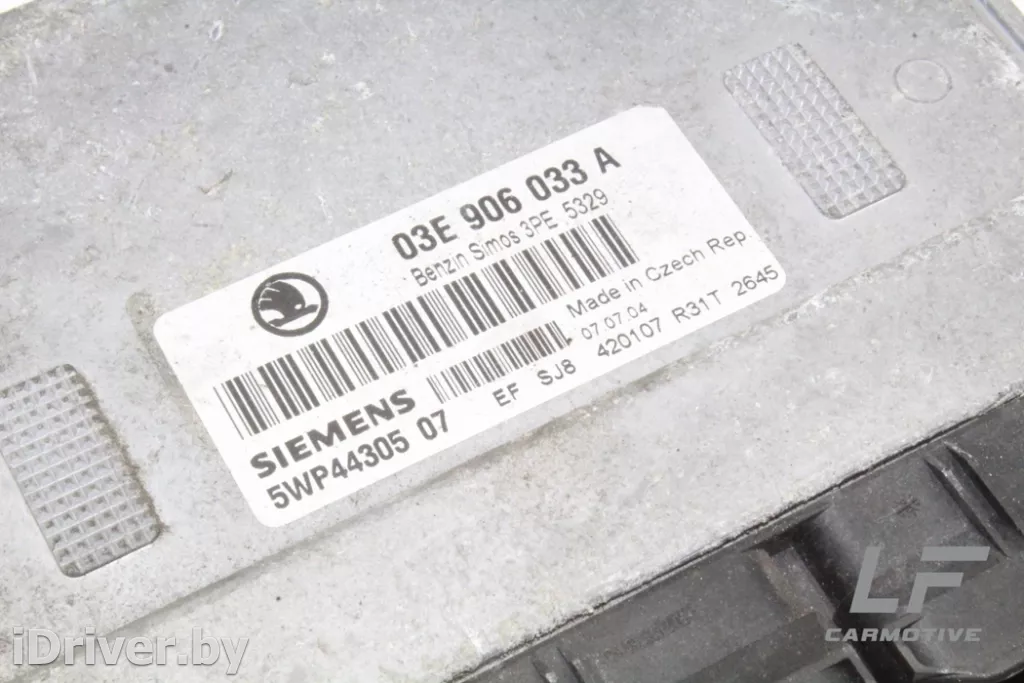 03E 906 033 A
Benzin Simos 3PE 5329
Made in Czech Rep.
07.07.04
SIEMENS
EF SJ8 420107 R31T 2645
5WP44305 07
LF
CARMOTIVE
iDriver.by